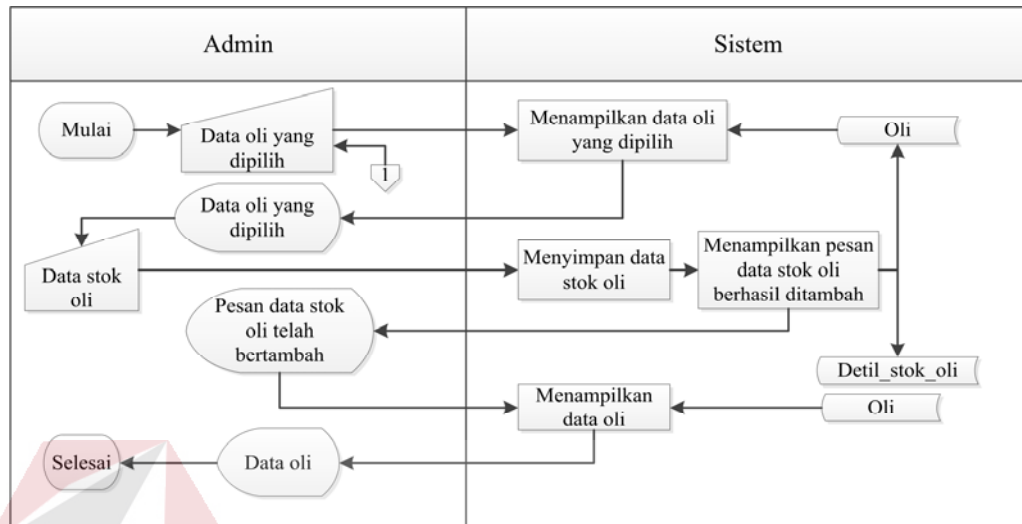 Admin
Sistem
Mulai
Data oli yang
dipilih
1
Menampilkan data oli
yang dipilih
Oli
Data oli yang
dipilih
Data stok
oli
Menyimpan data
stok oli
Menampilkan pesan
data stok oli
berhasil ditambah
Pesan data stok
oli telah
bertambah
Detil_stok_oli
Menampilkan
data oli
Oli
Selesai
Data oli